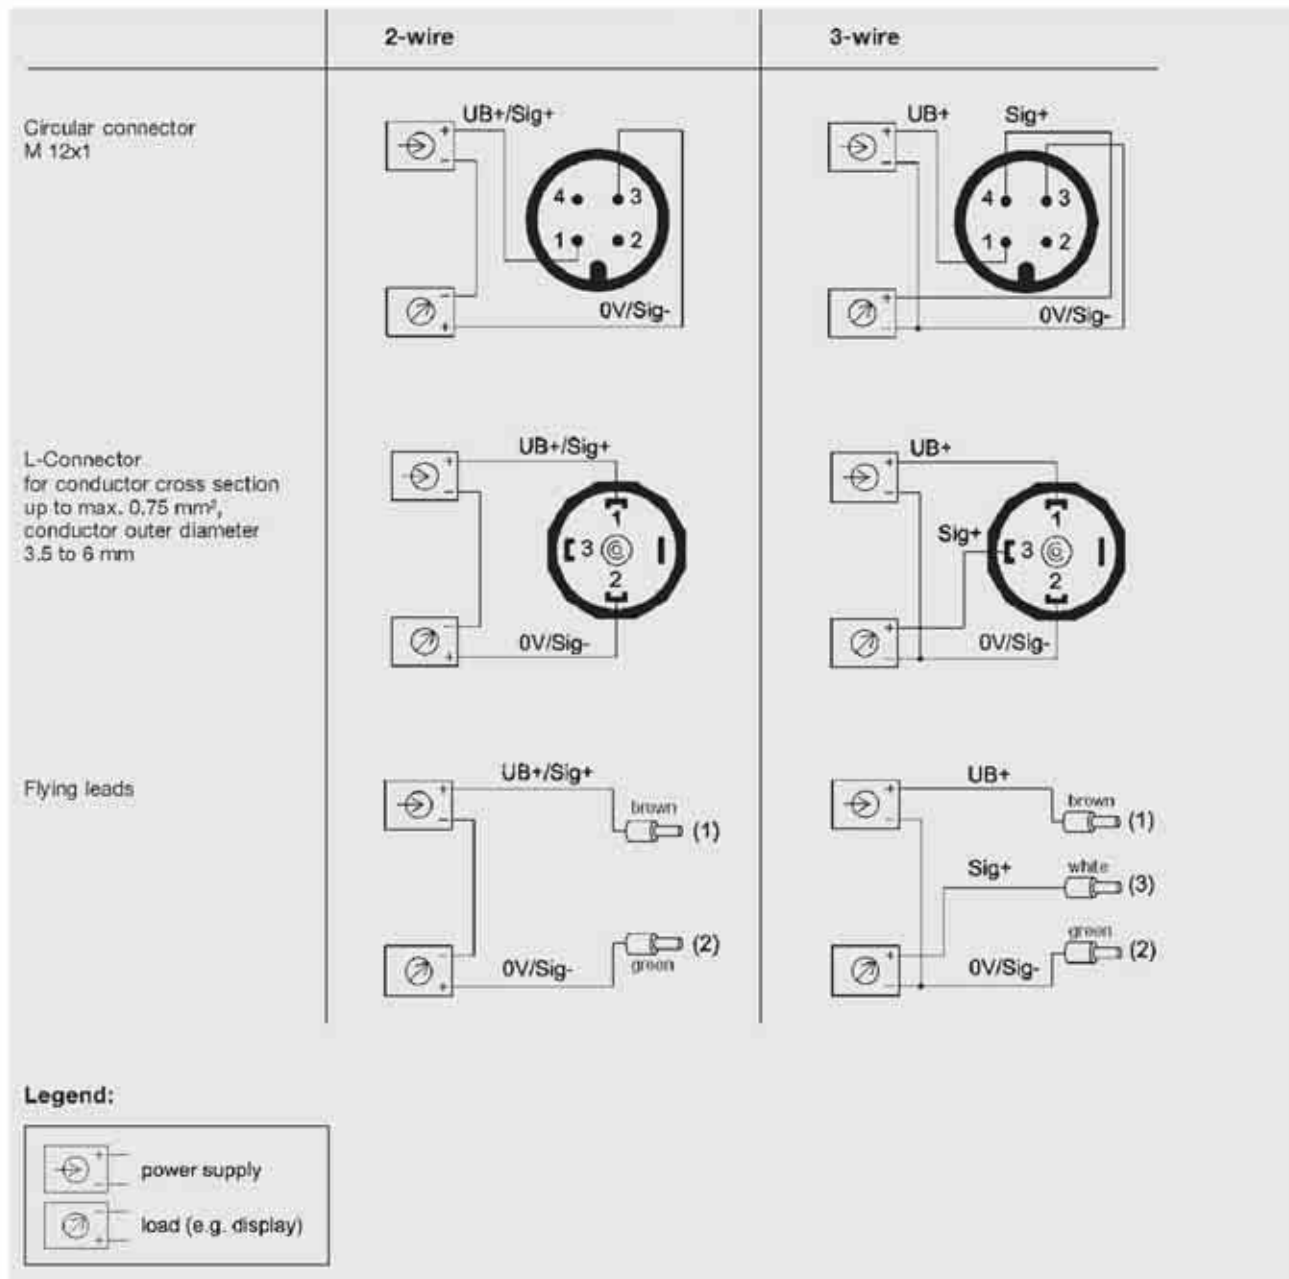 2-wire
3-wire
Circular connector
M 12x1
UB+/Sig+
+
-
4
3
1
2
-
+
0V/Sig-
UB+
Sig+
+
-
4
3
1
2
+
-
0V/Sig-
L-Connector
for conductor cross section
up to max. 0.75 mm²,
conductor outer diameter
3.5 to 6 mm
UB+/Sig+
+
-
1
3
2
-
+
0V/Sig-
UB+
+
-
1
Sig+
3
2
+
-
0V/Sig-
Flying leads
UB+/Sig+
+
-
brown
(1)
-
+
0V/Sig-
(2)
green
UB+
+
-
brown
(1)
Sig+
white
(3)
green
(2)
+
-
0V/Sig-
Legend:
+
-
power supply
-
+
load (e.g. display)